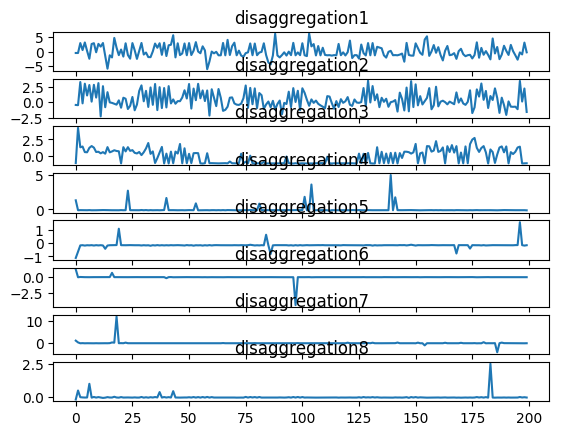 disaggregation1
5
0
−5
disaggregation2
2.5
0.0
−2.5
disaggregation3
2.5
0.0
disaggregation4
5
0
disaggregation5
1
0
−1
disaggregation6
0.0
−2.5
disaggregation7
10
0
disaggregation8
2.5
0.0
0 25 50 75 100 125 150 175 200